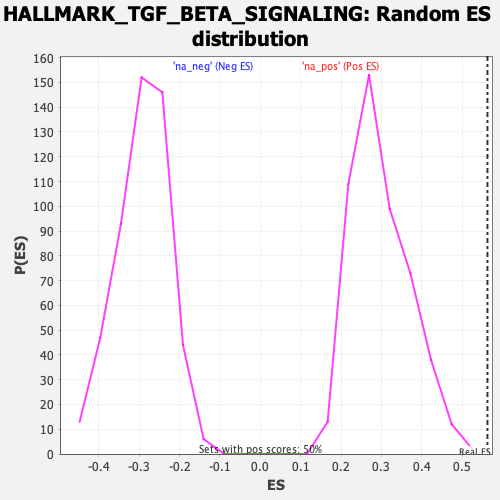 HALLMARK_TGF_BETA_SIGNALING: Random ES
distribution
'na_neg' (Neg ES) 'na_pos' (Pos ES)
P(ES)
160
150
140
130
120
110
100
90
80
70
60
50
40
30
20
10
0
Sets with pos scores: 50%
Real ES
-0.4 -0.3 -0.2 -0.1 0.0 0.1 0.2 0.3 0.4 0.5
ES